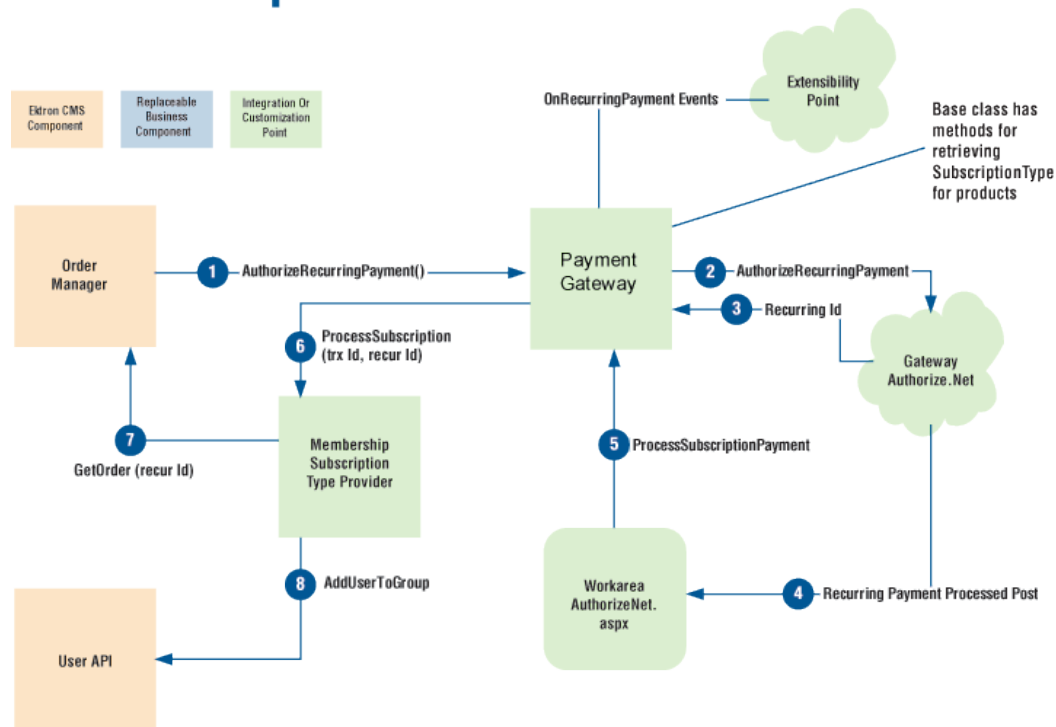 Ektron CMS
Component
Replaceable
Business
Component
Integration Or
Customization
Point
OnRecurringPayment Events
Extensibility
Point
Base class has
methods for
retrieving
SubscriptionType
for products
Order
Manager
1
AuthorizeRecurringPayment()
Payment
Gateway
2
AuthorizeRecurringPayment
3
Recurring Id
Gateway
Authorize.Net
6
ProcessSubscription
(trx Id, recur Id)
7
GetOrder (recur Id)
Membership
Subscription
Type Provider
5
ProcessSubscriptionPayment
8
AddUserToGroup
Workarea
AuthorizeNet.
aspx
4
Recurring Payment Processed Post
User API